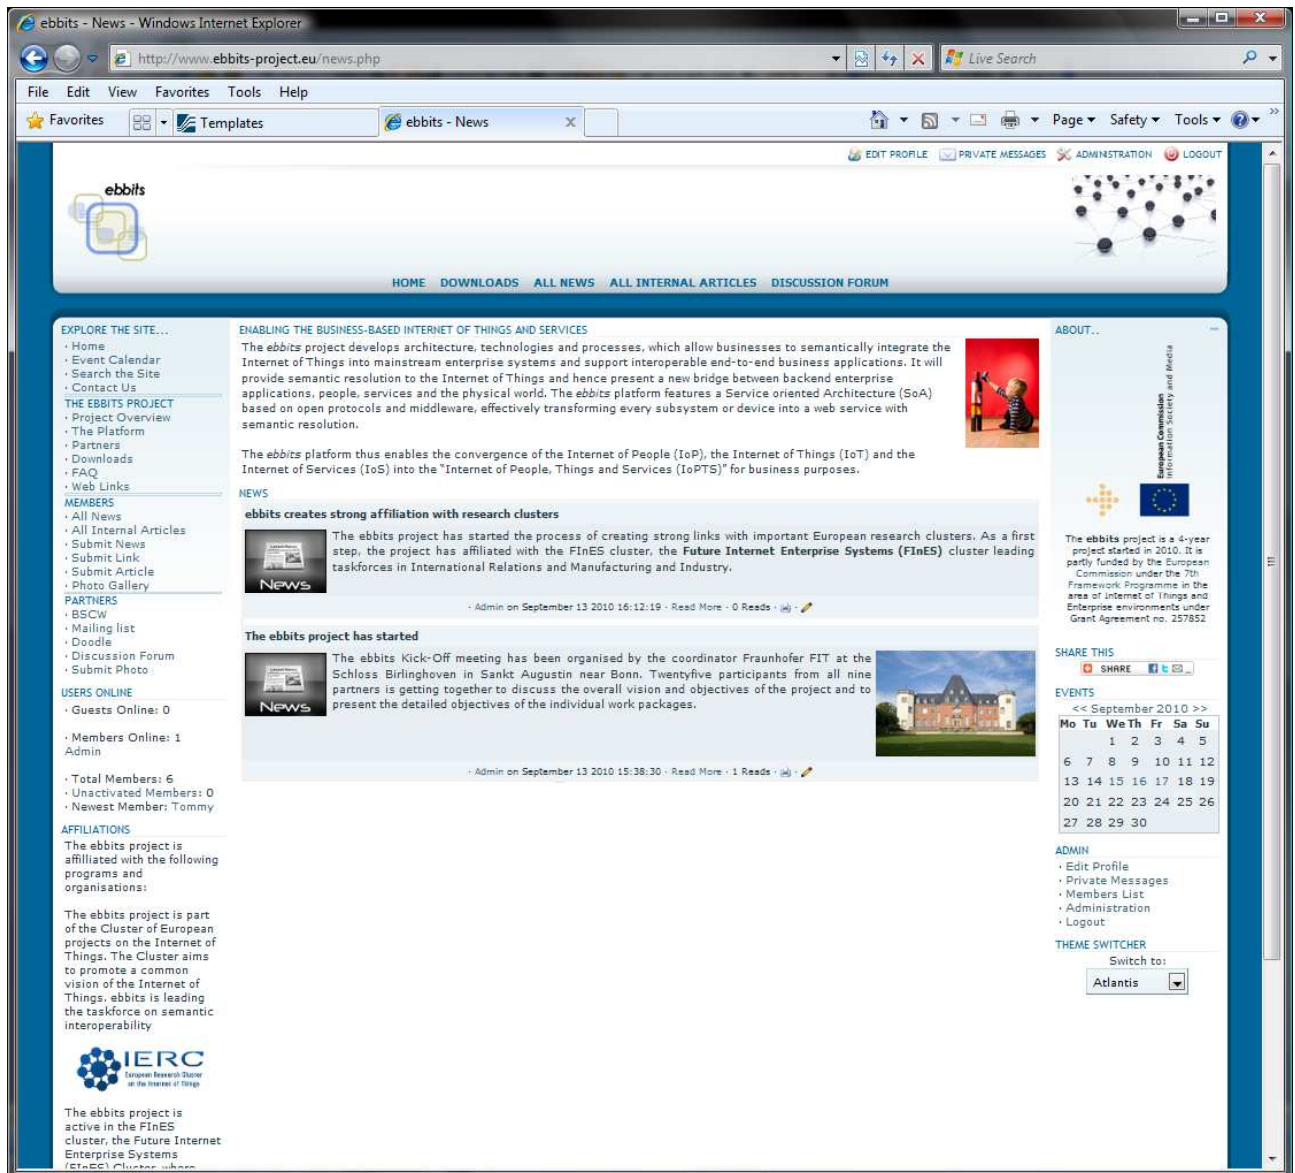 ebbits - News - Windows Internet Explorer
http://www.ebbits-project.eu/news.php
Live Search
File Edit View Favorites Tools Help
Favorites
Templates
ebbits - News
Page Safety Tools
EDIT PROFILE PRIVATE MESSAGES ADMINISTRATION LOGOUT
ebbits
HOME DOWNLOADS ALL NEWS ALL INTERNAL ARTICLES DISCUSSION FORUM
EXPLORE THE SITE...
· Home
· Event Calendar
· Search the Site
· Contact Us
THE EBBITS PROJECT
· Project Overview
· The Platform
· Partners
· Downloads
· FAQ
· Web Links
MEMBERS
· All News
· All Internal Articles
· Submit News
· Submit Link
· Submit Article
· Photo Gallery
PARTNERS
· BSCW
· Mailing list
· Doodle
· Discussion Forum
· Submit Photo
USERS ONLINE
· Guests Online: 0
· Members Online: 1
Admin
· Total Members: 6
· Unactivated Members: 0
· Newest Member: Tommy
AFFILIATIONS
The ebbits project is
affilliated with the following
programs and
organisations:
The ebbits project is part
of the Cluster of European
projects on the Internet of
Things. The Cluster aims
to promote a common
vision of the Internet of
Things. ebbits is leading
the taskforce on semantic
interoperability
IERC
European Research Cluster
on the Internet of Things
The ebbits project is
active in the FInES
cluster, the Future Internet
Enterprise Systems
(FInES) Cluster, where
ENABLING THE BUSINESS-BASED INTERNET OF THINGS AND SERVICES
The ebbits project develops architecture, technologies and processes, which allow businesses to semantically integrate the
Internet of Things into mainstream enterprise systems and support interoperable end-to-end business applications. It will
provide semantic resolution to the Internet of Things and hence present a new bridge between backend enterprise
applications, people, services and the physical world. The ebbits platform features a Service oriented Architecture (SoA)
based on open protocols and middleware, effectively transforming every subsystem or device into a web service with
semantic resolution.
The ebbits platform thus enables the convergence of the Internet of People (IoP), the Internet of Things (IoT) and the
Internet of Services (IoS) into the "Internet of People, Things and Services (IoPTS)" for business purposes.
NEWS
ebbits creates strong affiliation with research clusters
News
The ebbits project has started the process of creating strong links with important European research clusters. As a first
step, the project has affiliated with the FInES cluster, the Future Internet Enterprise Systems (FInES) cluster leading
taskforces in International Relations and Manufacturing and Industry.
· Admin on September 13 2010 16:12:19 · Read More · 0 Reads ·
The ebbits project has started
News
The ebbits Kick-Off meeting has been organised by the coordinator Fraunhofer FIT at the
Schloss Birlinghoven in Sankt Augustin near Bonn. Twentyfive participants from all nine
partners is getting together to discuss the overall vision and objectives of the project and to
present the detailed objectives of the individual work packages.
· Admin on September 13 2010 15:38:30 · Read More · 1 Reads ·
ABOUT..
European Commission
Information Society and Media
The ebbits project is a 4-year
project started in 2010. It is
partly funded by the European
Commission under the 7th
Framework Programme in the
area of Internet of Things and
Enterprise environments under
Grant Agreement no. 257852
SHARE THIS
SHARE
EVENTS
<< September 2010 >>
Mo Tu We Th Fr Sa Su
1 2 3 4 5
6 7 8 9 10 11 12
13 14 15 16 17 18 19
20 21 22 23 24 25 26
27 28 29 30
ADMIN
· Edit Profile
· Private Messages
· Members List
· Administration
· Logout
THEME SWITCHER
Switch to:
Atlantis